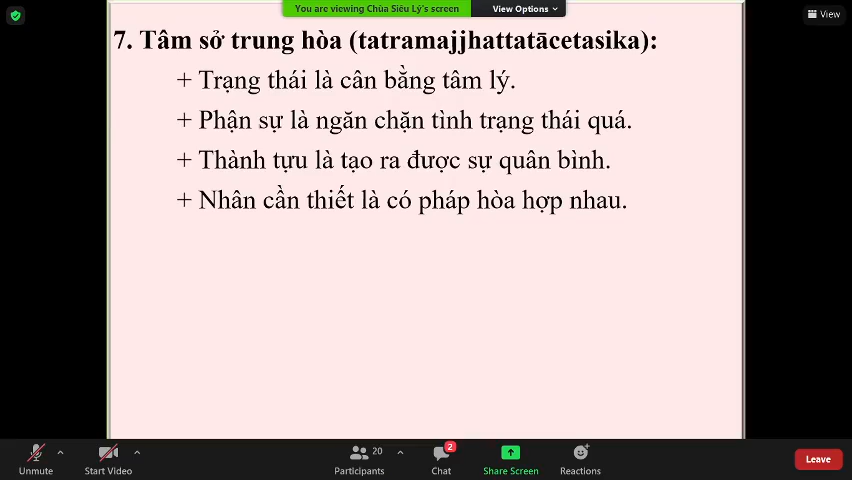 You are viewing Chùa Siêu Lý's screen
View Options
View
7. Tâm sở trung hòa (tatramajjhattatācetasika):
+ Trạng thái là cân bằng tâm lý.
+ Phận sự là ngăn chặn tình trạng thái quá.
+ Thành tựu là tạo ra được sự quân bình.
+ Nhân cần thiết là có pháp hòa hợp nhau.
Unmute
Start Video
Participants
20
Chat
2
Share Screen
Reactions
Leave